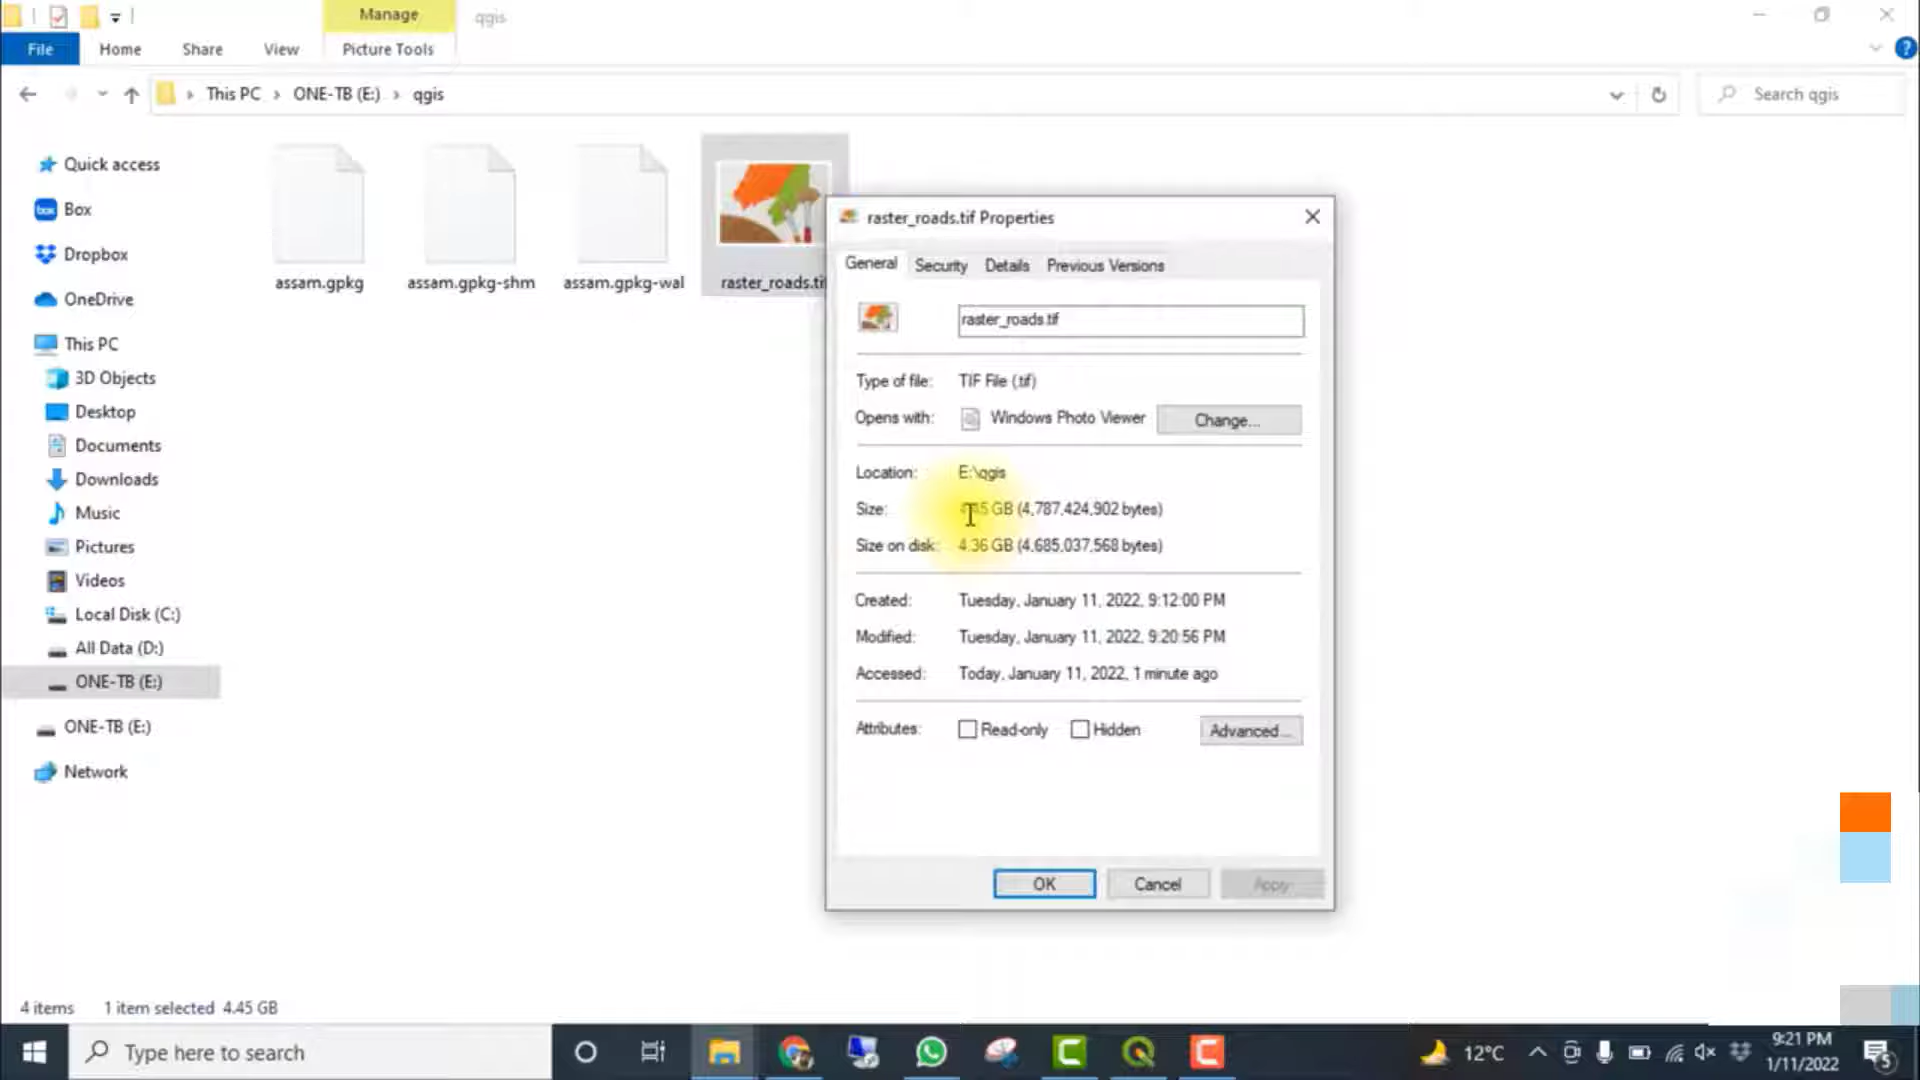 Manage
qgis
File
Home
Share
View
Picture Tools
This PC
ONE-TB (E:)
qgis
Search qgis
Quick access
Box
Dropbox
OneDrive
This PC
3D Objects
Desktop
Documents
Downloads
Music
Pictures
Videos
Local Disk (C:)
All Data (D:)
ONE-TB (E:)
ONE-TB (E:)
Network
assam.gpkg
assam.gpkg-shm
assam.gpkg-wal
raster_roads.tif
raster_roads.tif Properties
General
Security
Details
Previous Versions
raster_roads.tif
Type of file: TIF File (.tif)
Opens with: Windows Photo Viewer
Change...
Location: E:\qgis
Size: GB (4,787,424,902 bytes)
Size on disk: 4.36 GB (4,685,037,568 bytes)
Created: Tuesday, January 11, 2022, 9:12:00 PM
Modified: Tuesday, January 11, 2022, 9:20:56 PM
Accessed: Today, January 11, 2022, 1 minute ago
Attributes: Read-only Hidden
Advanced...
OK
Cancel
Apply
4 items 1 item selected 4.45 GB
Type here to search
12°C
9:21 PM
1/11/2022
5